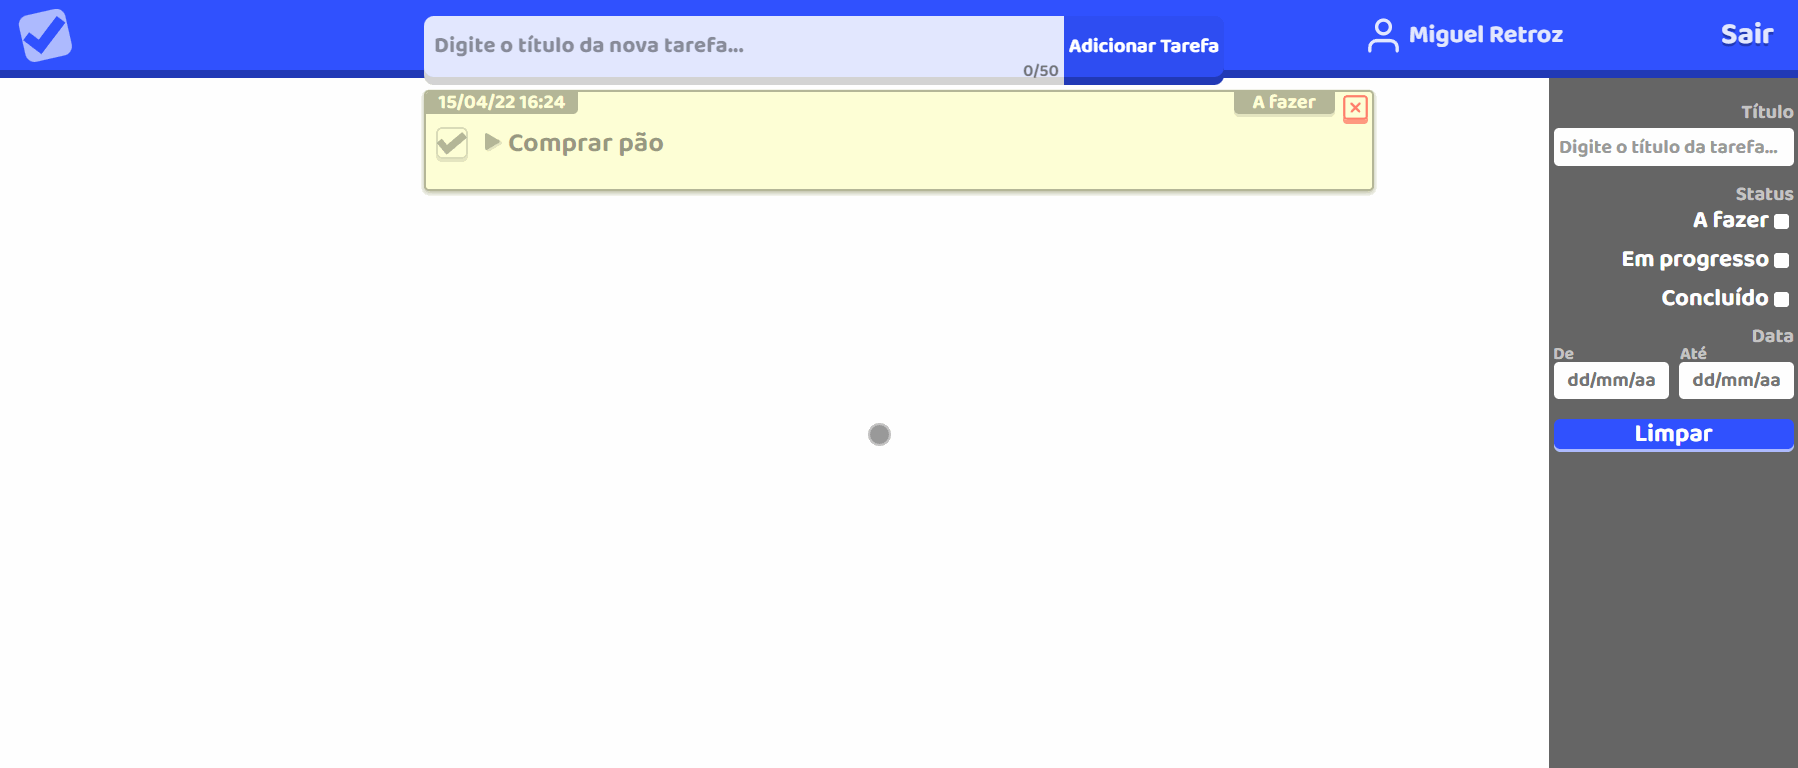 Digite o título da nova tarefa...
0/50
Adicionar Tarefa
Miguel Retroz
Sair
15/04/22 16:24
A fazer
Comprar pão
Título
Digite o título da tarefa...
Status
A fazer
Em progresso
Concluído
Data
De
Até
dd/mm/aa
dd/mm/aa
Limpar